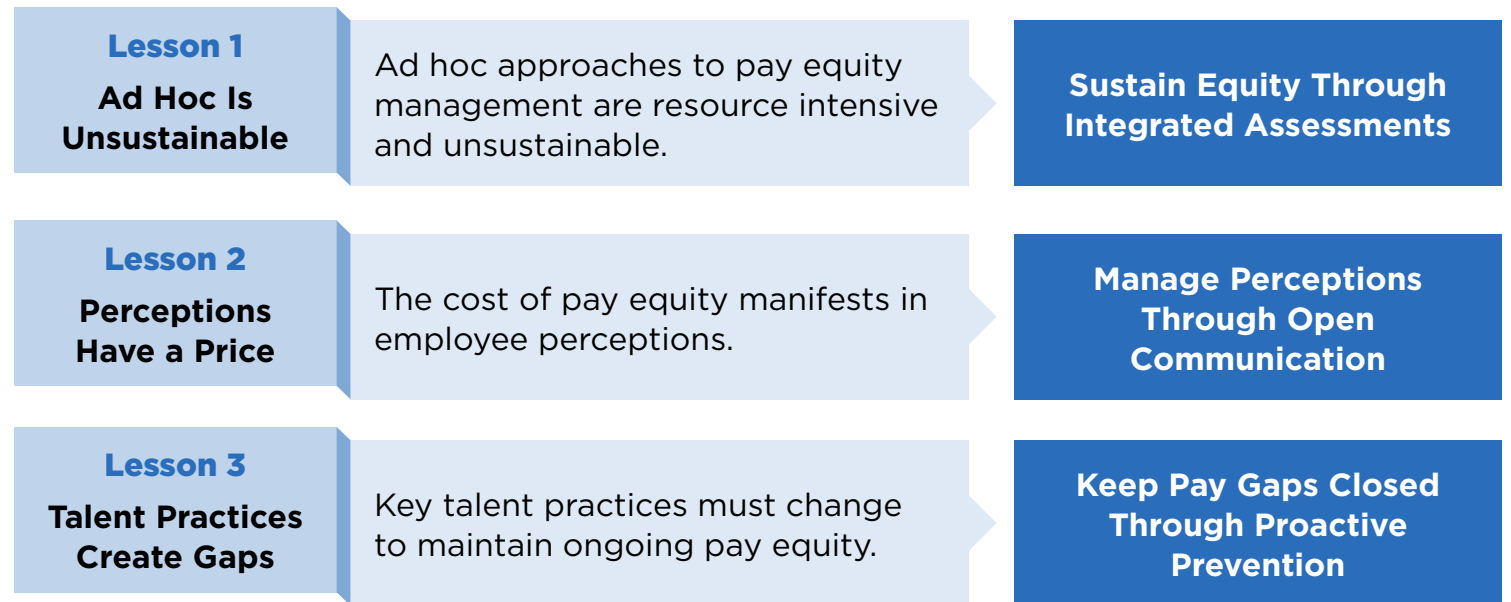 Lesson 1
Ad Hoc Is
Unsustainable
Ad hoc approaches to pay equity
management are resource intensive
and unsustainable.
Sustain Equity Through
Integrated Assessments
Lesson 2
Perceptions
Have a Price
The cost of pay equity manifests in
employee perceptions.
Manage Perceptions
Through Open
Communication
Lesson 3
Talent Practices
Create Gaps
Key talent practices must change
to maintain ongoing pay equity.
Keep Pay Gaps Closed
Through Proactive
Prevention